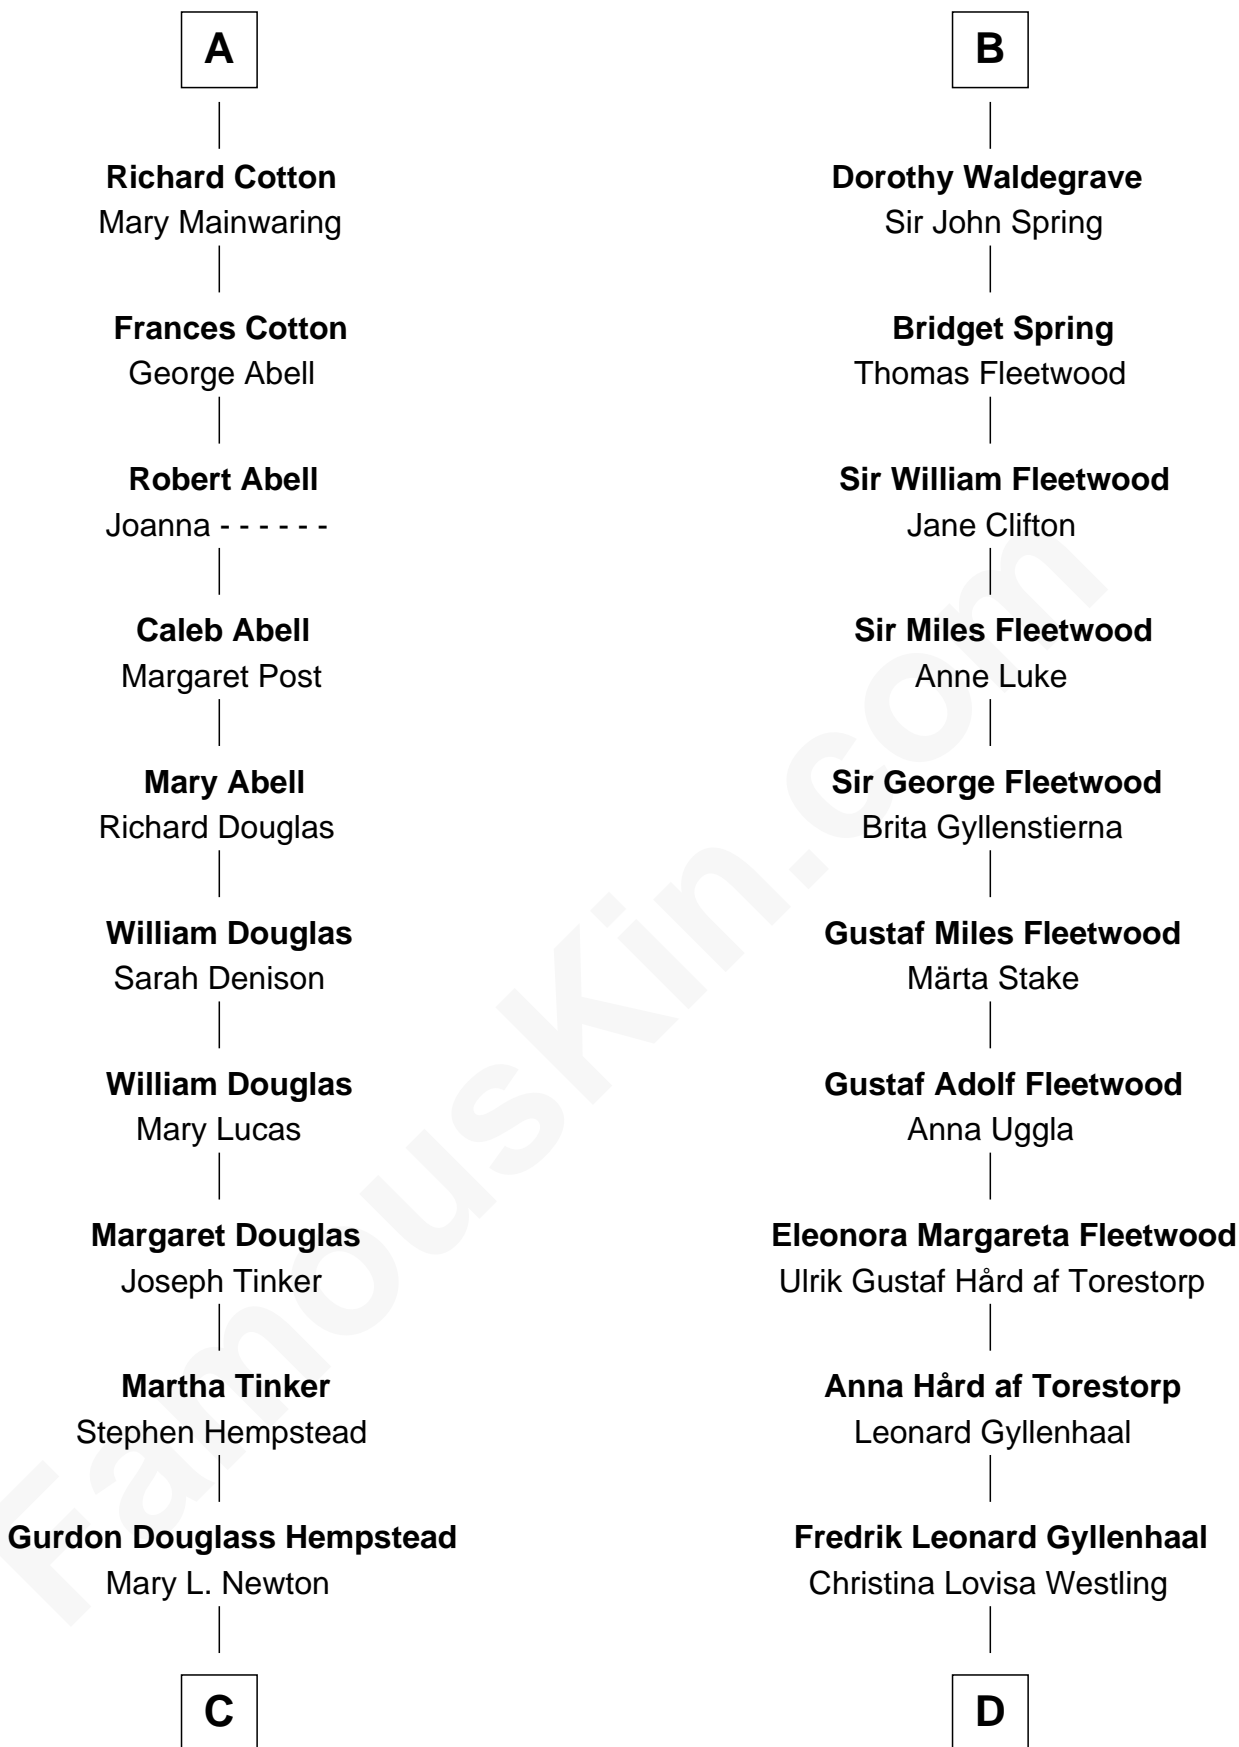 A
Richard Cotton
Mary Mainwaring
Frances Cotton
George Abell
Robert Abell
Joanna - - - - - -
Caleb Abell
Margaret Post
Mary Abell
Richard Douglas
William Douglas
Sarah Denison
William Douglas
Mary Lucas
Margaret Douglas
Joseph Tinker
Martha Tinker
Stephen Hempstead
Gurdon Douglass Hempstead
Mary L. Newton
C
B
Dorothy Waldegrave
Sir John Spring
Bridget Spring
Thomas Fleetwood
Sir William Fleetwood
Jane Clifton
Sir Miles Fleetwood
Anne Luke
Sir George Fleetwood
Brita Gyllenstierna
Gustaf Miles Fleetwood
Märta Stake
Gustaf Adolf Fleetwood
Anna Uggla
Eleonora Margareta Fleetwood
Ulrik Gustaf Hård af Torestorp
Anna Hård af Torestorp
Leonard Gyllenhaal
Fredrik Leonard Gyllenhaal
Christina Lovisa Westling
D
FamousKin.com